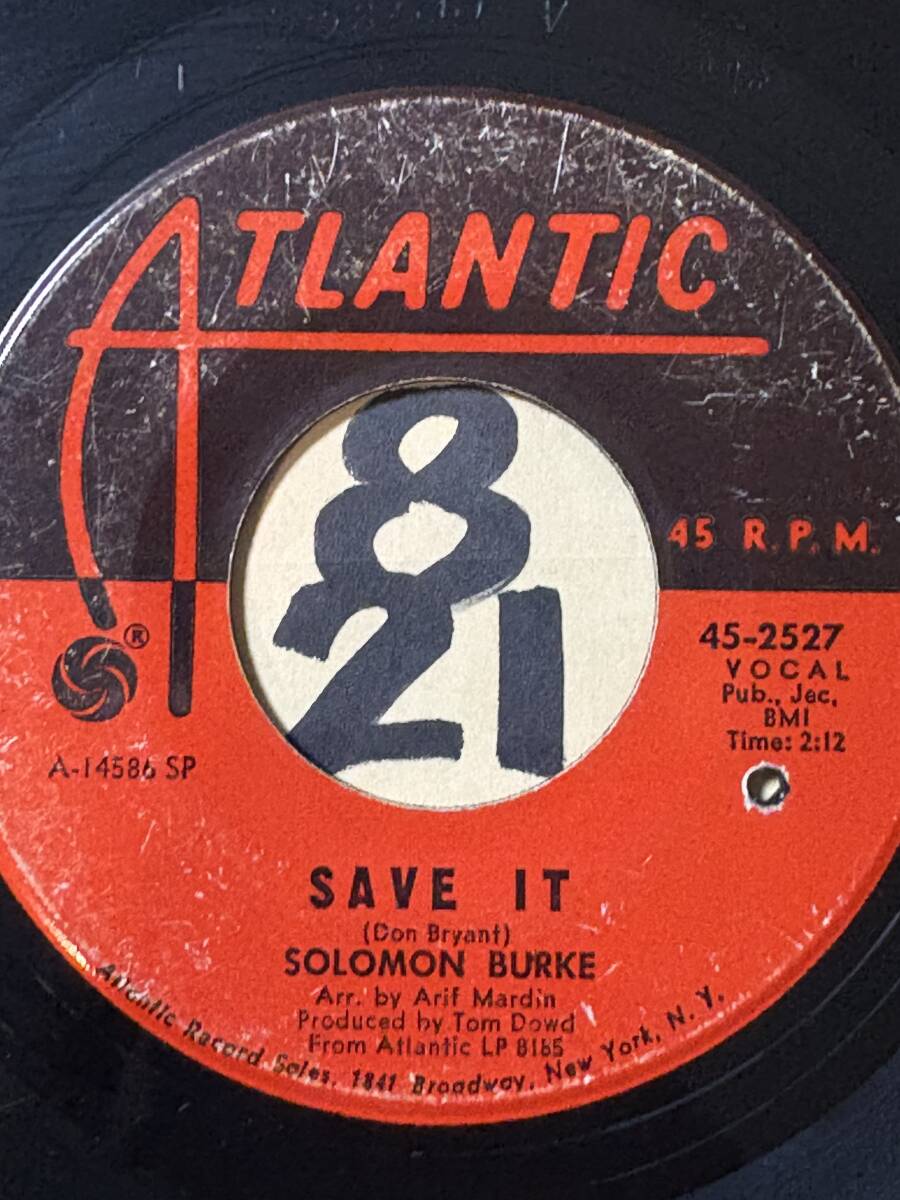 ATLANTIC
8
21
45 R.P.M.
®
45-2527
VOCAL
Pub., Jec,
BMI
Time: 2:12
A-14586 SP
SAVE IT
(Don Bryant)
SOLOMON BURKE
Arr. by Arif Mardin
Produced by Tom Dowd
From Atlantic LP 8185
Atlantic Record Sales, 1841 Broadway, New York, N. Y.